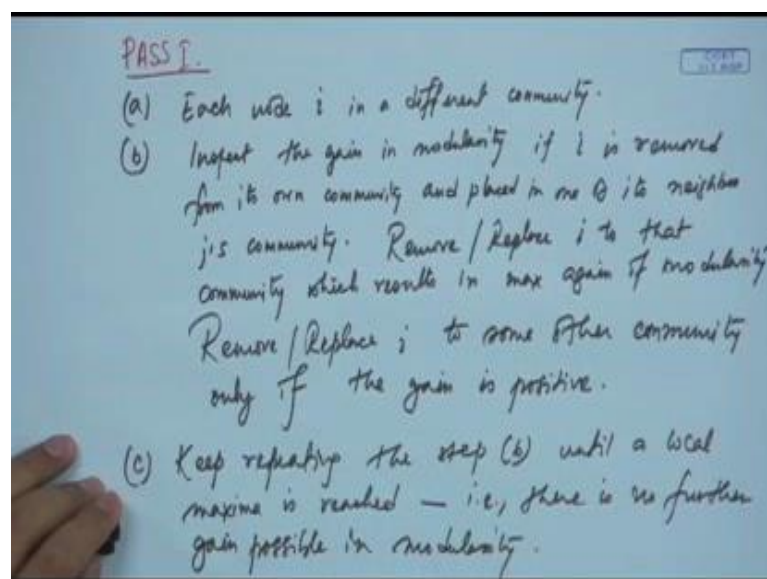 PASS I.
(a) Each node i in a different community.
(b) Inspect the gain in modularity if i is removed
from its own community and placed in one of its neighbor
j's community. Remove/Replace i to that
community which results in max again if modularity
Remove/Replace i to some other community
only if the gain is positive.
(c) Keep repeating the step (b) until a local
maxima is reached — i.e., there is no further
gain possible in modularity.